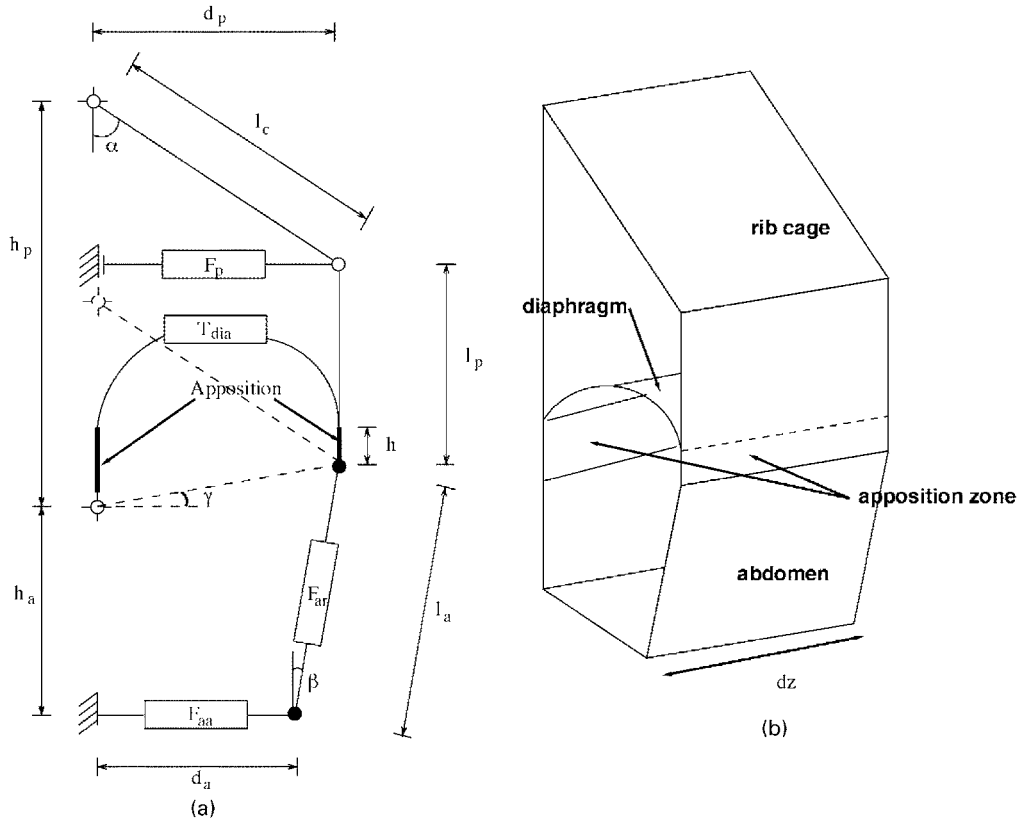 d p
l c
α
h p
F p
T dia
l p
Apposition
h
γ
h a
F ar
l a
β
F aa
d a
(a)
rib cage
diaphragm
apposition zone
abdomen
dz
(b)